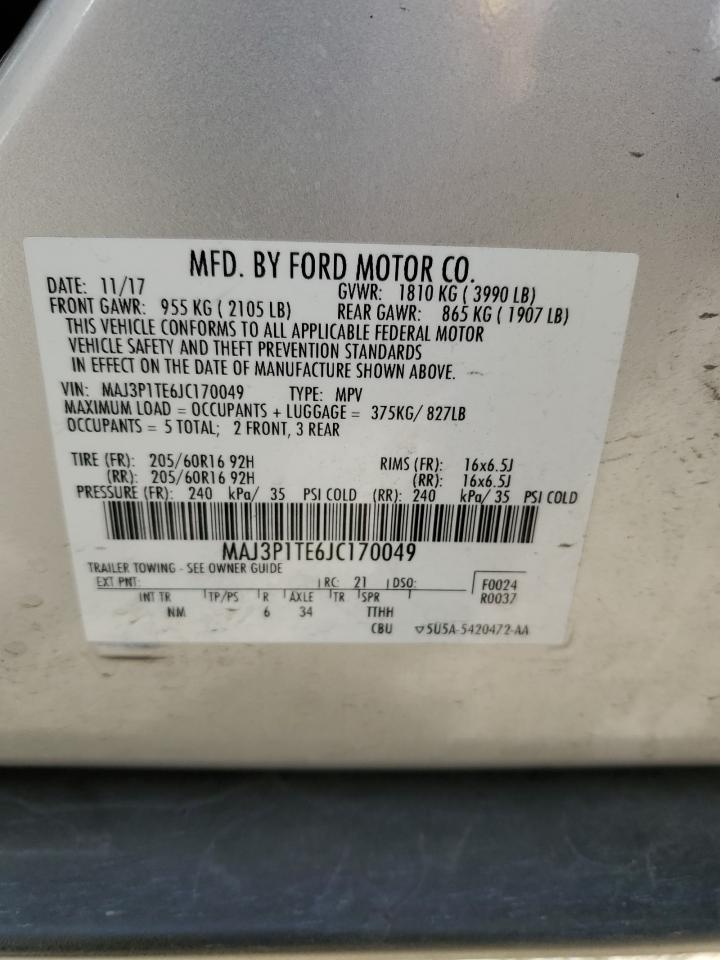 MFD. BY FORD MOTOR CO.
DATE: 11/17 GVWR: 1810 KG ( 3990 LB)
FRONT GAWR: 955 KG ( 2105 LB) REAR GAWR: 865 KG ( 1907 LB)
THIS VEHICLE CONFORMS TO ALL APPLICABLE FEDERAL MOTOR
VEHICLE SAFETY AND THEFT PREVENTION STANDARDS
IN EFFECT ON THE DATE OF MANUFACTURE SHOWN ABOVE.
VIN: MAJ3P1TE6JC170049 TYPE: MPV
MAXIMUM LOAD = OCCUPANTS + LUGGAGE = 375KG/ 827LB
OCCUPANTS = 5 TOTAL; 2 FRONT, 3 REAR
TIRE (FR): 205/60R16 92H RIMS (FR): 16x6.5J
(RR): 205/60R16 92H (RR): 16x6.5J
PRESSURE (FR): 240 kPa/ 35 PSI COLD (RR): 240 kPa/ 35 PSI COLD
MAJ3P1TE6JC170049
TRAILER TOWING - SEE OWNER GUIDE
EXT PNT: RC: 21 DSO: F0024
INT TR TP/PS R AXLE TR SPR R0037
NM - 6 34 TTHH
CBU ▽5U5A-5420472-AA